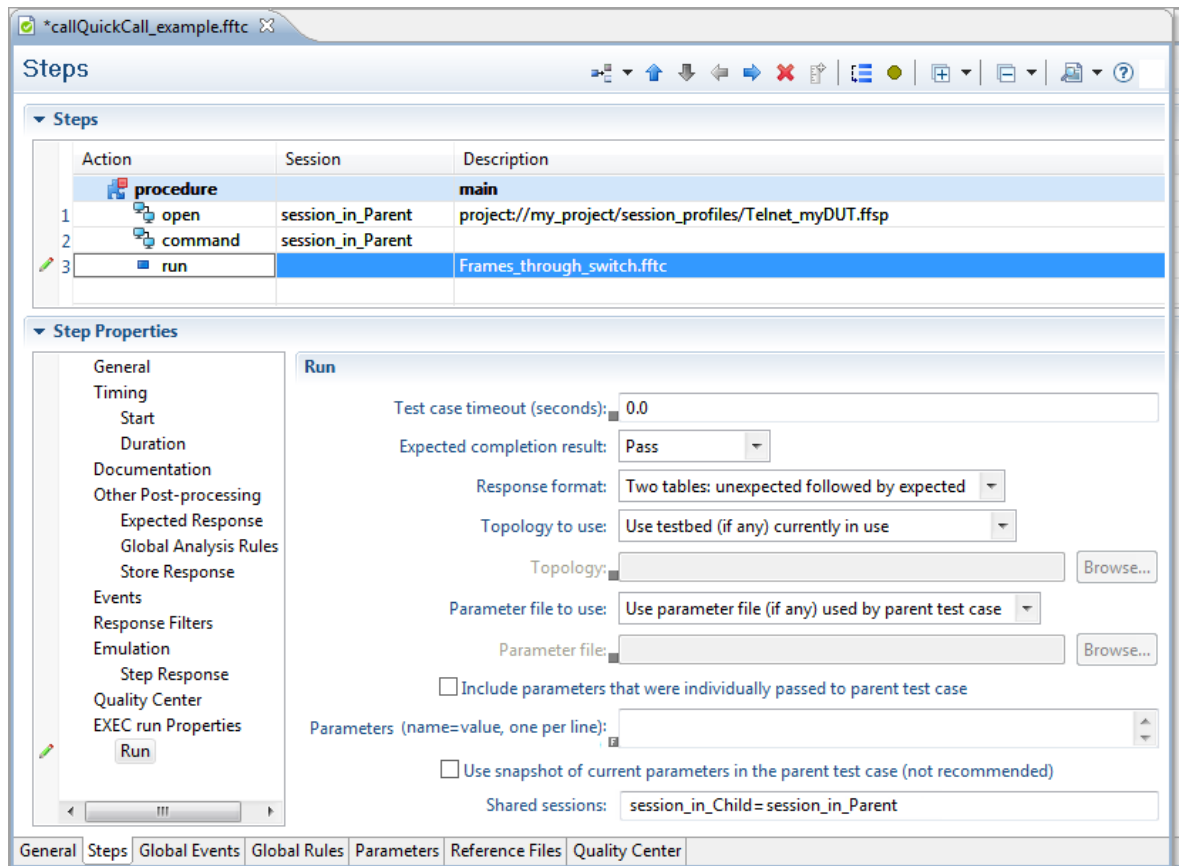 *callQuickCall_example.fftc
Steps
Steps
Action Session Description
procedure main
1 open session_in_Parent project://my_project/session_profiles/Telnet_myDUT.ffsp
2 command session_in_Parent
3 run Frames_through_switch.fftc
Step Properties
General
Timing
Start
Duration
Documentation
Other Post-processing
Expected Response
Global Analysis Rules
Store Response
Events
Response Filters
Emulation
Step Response
Quality Center
EXEC run Properties
Run
Run
Test case timeout (seconds): 0.0
Expected completion result: Pass
Response format: Two tables: unexpected followed by expected
Topology to use: Use testbed (if any) currently in use
Topology: Browse...
Parameter file to use: Use parameter file (if any) used by parent test case
Parameter file: Browse...
Include parameters that were individually passed to parent test case
Parameters (name=value, one per line):
F
Use snapshot of current parameters in the parent test case (not recommended)
Shared sessions: session_in_Child=session_in_Parent
General Steps Global Events Global Rules Parameters Reference Files Quality Center